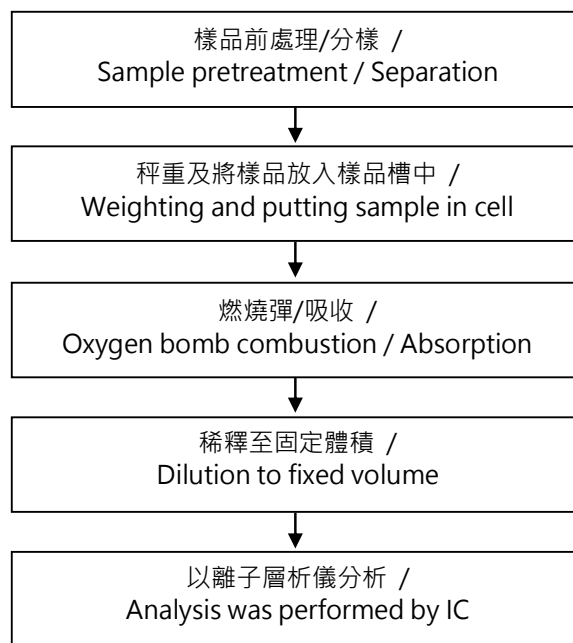 樣品前處理/分樣 /
Sample pretreatment / Separation
秤重及將樣品放入樣品槽中 /
Weighting and putting sample in cell
燃燒彈/吸收 /
Oxygen bomb combustion / Absorption
稀釋至固定體積 /
Dilution to fixed volume
以離子層析儀分析 /
Analysis was performed by IC